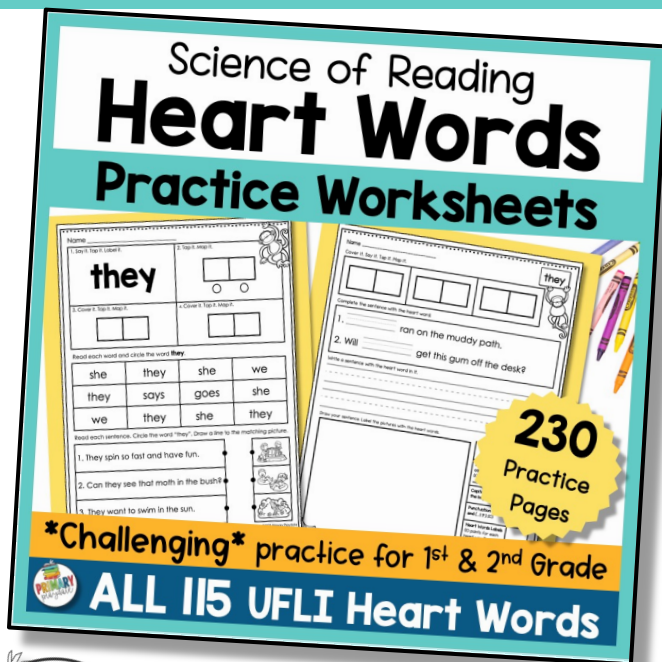 Science of Reading
Heart Words
Practice Worksheets
Name
1. Say it. Tap it. Label it.
they
2. Tap it. Map it.
3. Cover it. Tap it. Map it.
4. Cover it. Tap it. Map it.
Read each word and circle the word they.
she they she we
they says goes she
we they she they
Read each sentence. Circle the word "they". Draw a line to the matching picture.
1. They spin so fast and have fun.
2. Can they see that moth in the bush?
3. They want to swim in the sun.
Name
Cover it. Say it. Tap it. Map it.
they
Complete the sentence with the heart word.
1. ran on the muddy path.
2. Will get this gum off the desk?
Write a sentence with the heart word in it.
Draw your sentence. Label the pictures with the heart words.
Punctuation
Heart Words Labels
230
Practice
Pages
*Challenging* practice for 1st & 2nd Grade
PRIMARY
ALL 115 UFLI Heart Words